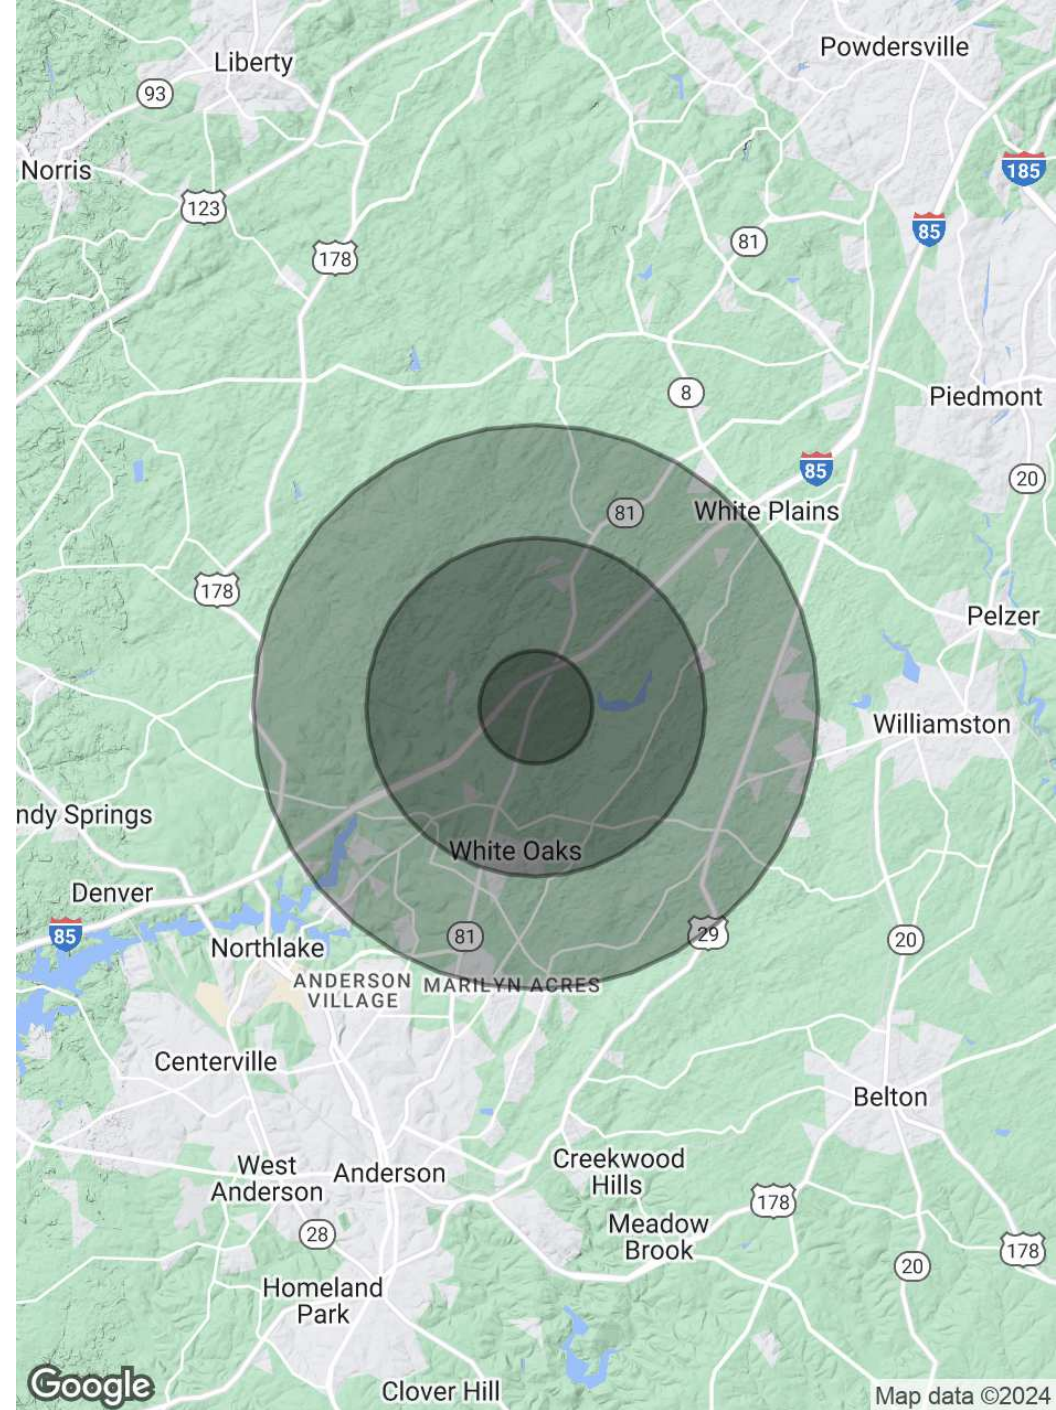 Powdersville
Liberty
93
Norris
185
123
85
81
178
8
Piedmont
85
20
81
White Plains
178
Pelzer
Williamston
ndy Springs
White Oaks
Denver
85
81
29
20
Northlake
ANDERSON
VILLAGE
MARILYN ACRES
Centerville
Belton
West
Anderson
Anderson
Creekwood
Hills
178
28
Meadow
Brook
178
20
Homeland
Park
Google
Clover Hill
Map data ©2024